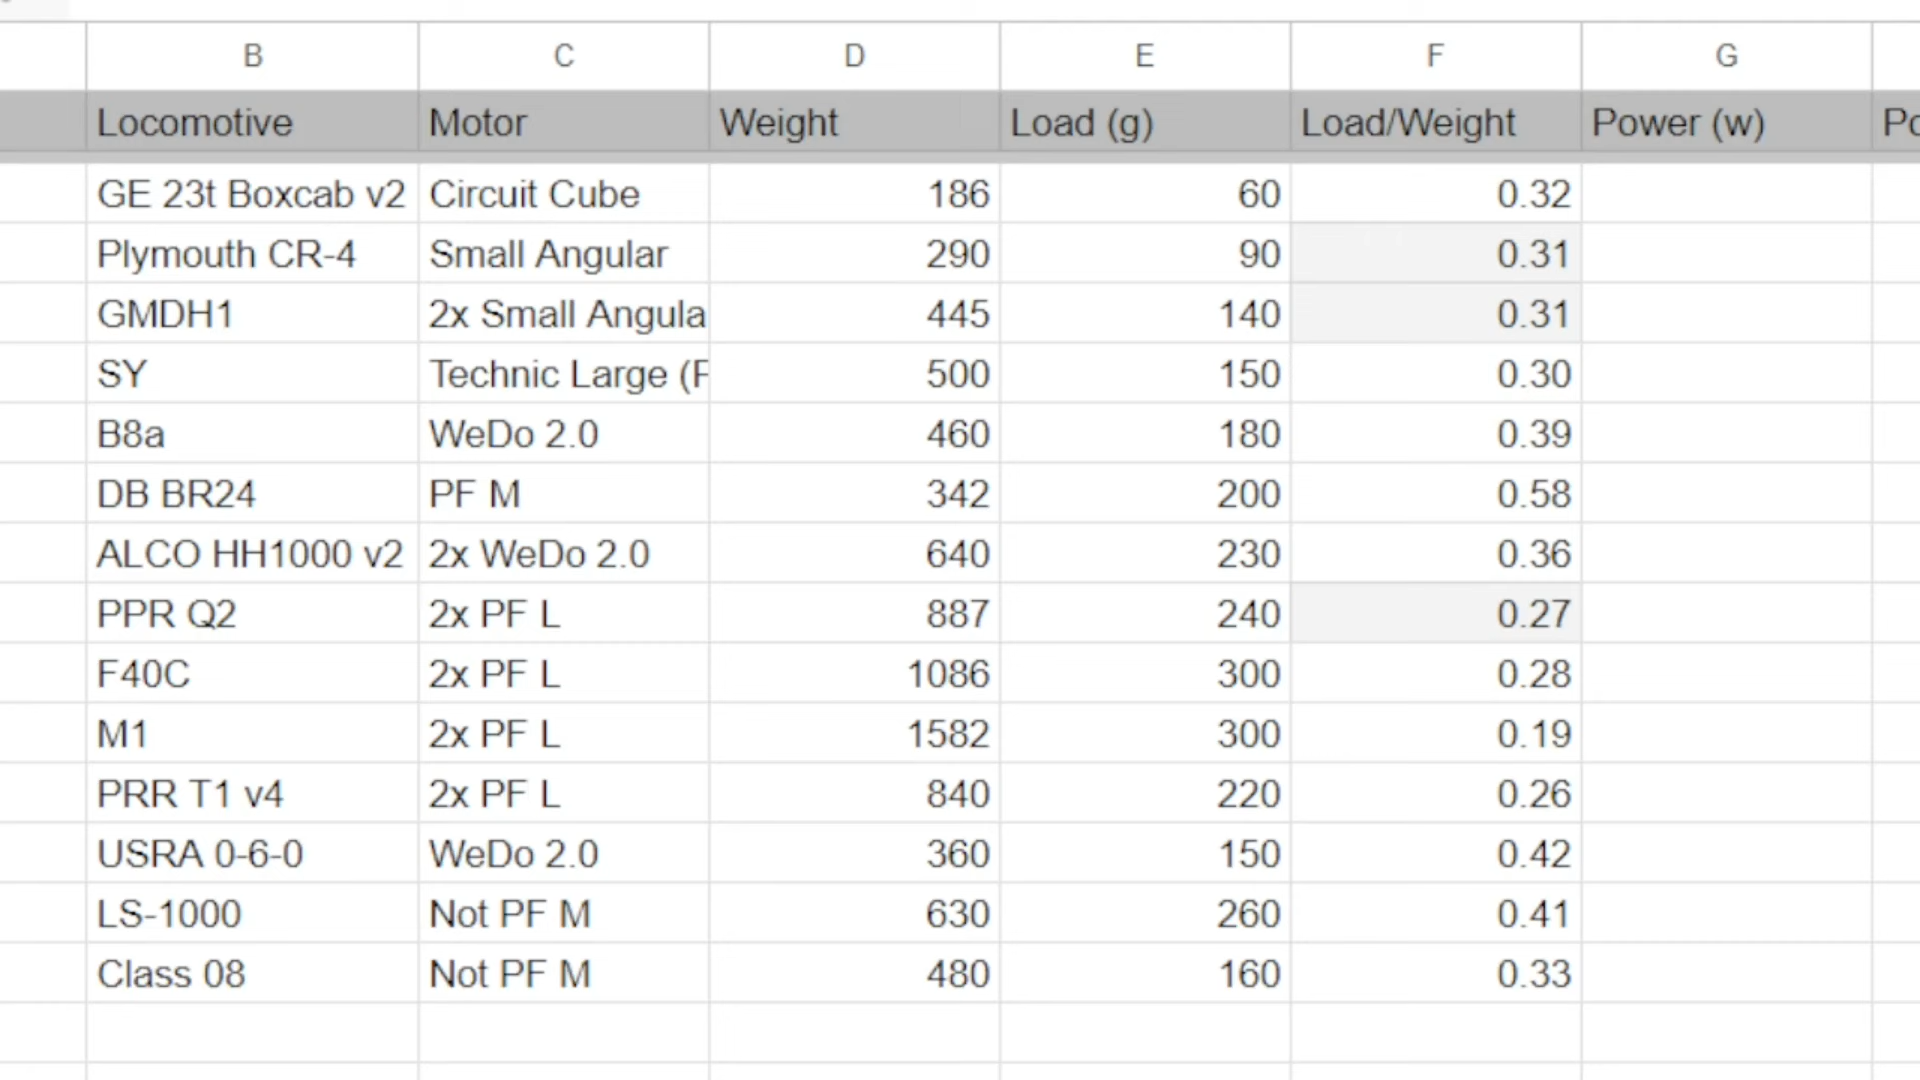 B C D E F G
Locomotive Motor Weight Load (g) Load/Weight Power (w)
GE 23t Boxcab v2 Circuit Cube 186 60 0.32
Plymouth CR-4 Small Angular 290 90 0.31
GMDH1 2x Small Angula 445 140 0.31
SY Technic Large ( 500 150 0.30
B8a WeDo 2.0 460 180 0.39
DB BR24 PF M 342 200 0.58
ALCO HH1000 v2 2x WeDo 2.0 640 230 0.36
PPR Q2 2x PF L 887 240 0.27
F40C 2x PF L 1086 300 0.28
M1 2x PF L 1582 300 0.19
PRR T1 v4 2x PF L 840 220 0.26
USRA 0-6-0 WeDo 2.0 360 150 0.42
LS-1000 Not PF M 630 260 0.41
Class 08 Not PF M 480 160 0.33